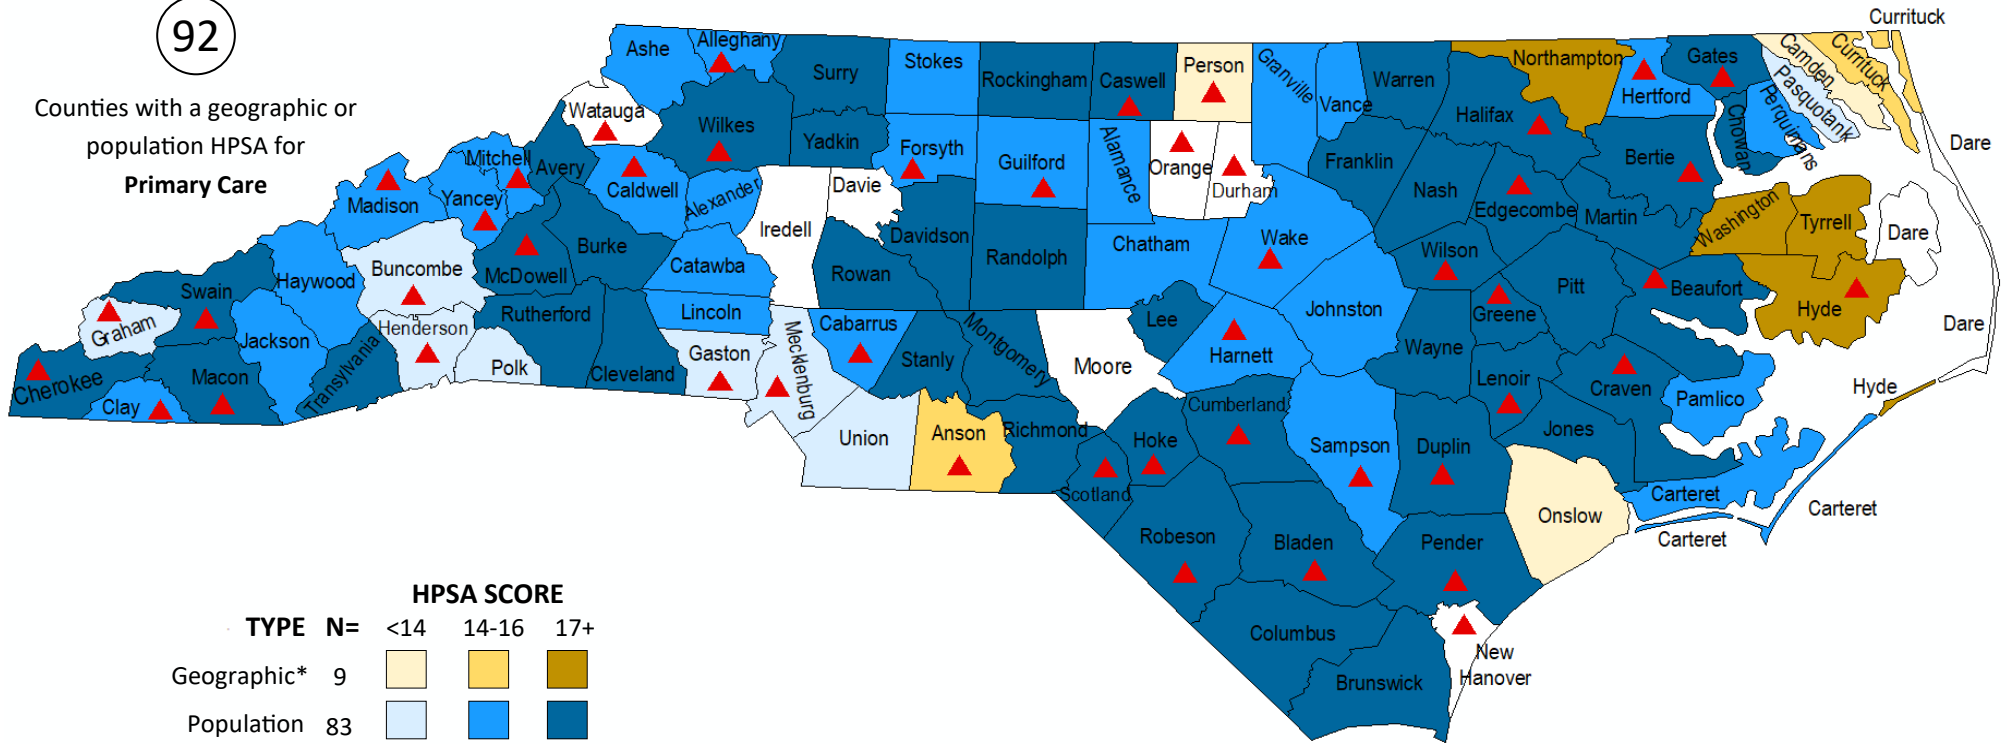 92
Counties with a geographic or
population HPSA for
Primary Care
Currituck
Ashe
Alleghany
Surry
Stokes
Rockingham
Caswell
Person
Granville
Vance
Warren
Northampton
Hertford
Gates
Camden
Currituck
Pasquotank
Perquimans
Chowan
Dare
Watauga
Wilkes
Yadkin
Forsyth
Guilford
Alamance
Orange
Durham
Franklin
Halifax
Nash
Edgecombe
Martin
Bertie
Mitchell
Avery
Caldwell
Alexander
Iredell
Davie
Davidson
Randolph
Chatham
Wake
Wilson
Pitt
Washington
Tyrrell
Dare
Madison
Yancey
McDowell
Burke
Catawba
Rowan
Johnston
Greene
Beaufort
Hyde
Dare
Swain
Haywood
Buncombe
Rutherford
Lincoln
Cabarrus
Lee
Harnett
Wayne
Graham
Jackson
Henderson
Polk
Cleveland
Gaston
Mecklenburg
Stanly
Montgomery
Moore
Lenoir
Craven
Pamlico
Hyde
Cherokee
Clay
Macon
Transylvania
Union
Anson
Richmond
Scotland
Hoke
Cumberland
Sampson
Duplin
Jones
Carteret
Carteret
Carteret
Onslow
Robeson
Bladen
Pender
Columbus
Brunswick
New
Hanover
HPSA SCORE
TYPE N= <14 14-16 17+
Geographic* 9
Population 83